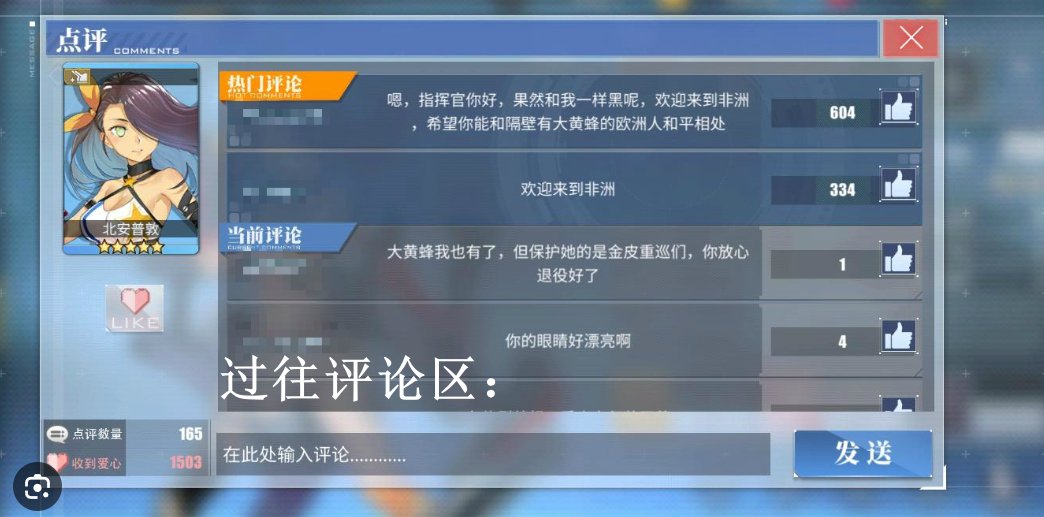 点评 COMMENTS
MESSAGE
热门评论
HOT COMMENTS
嗯，指挥官你好，果然和我一样黑呢，欢迎来到非洲
，希望你能和隔壁有大黄蜂的欧洲人和平相处
604
欢迎来到非洲
334
北安普敦
当前评论
CURRENT COMMENTS
大黄蜂我也有了，但保护她的是金皮重巡们，你放心
退役好了
1
LIKE
你的眼睛好漂亮啊
4
过往评论区：
点评数量 165
收到爱心 1503
在此处输入评论............
发送